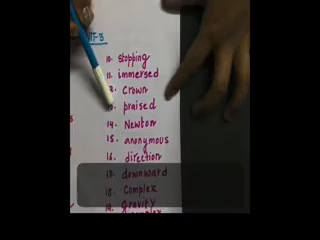 10. stopping
11. immersed
12. crown
13. praised
14. Newton
15. anonymous
16. direction
17. downward
18. Complex
19. gravity